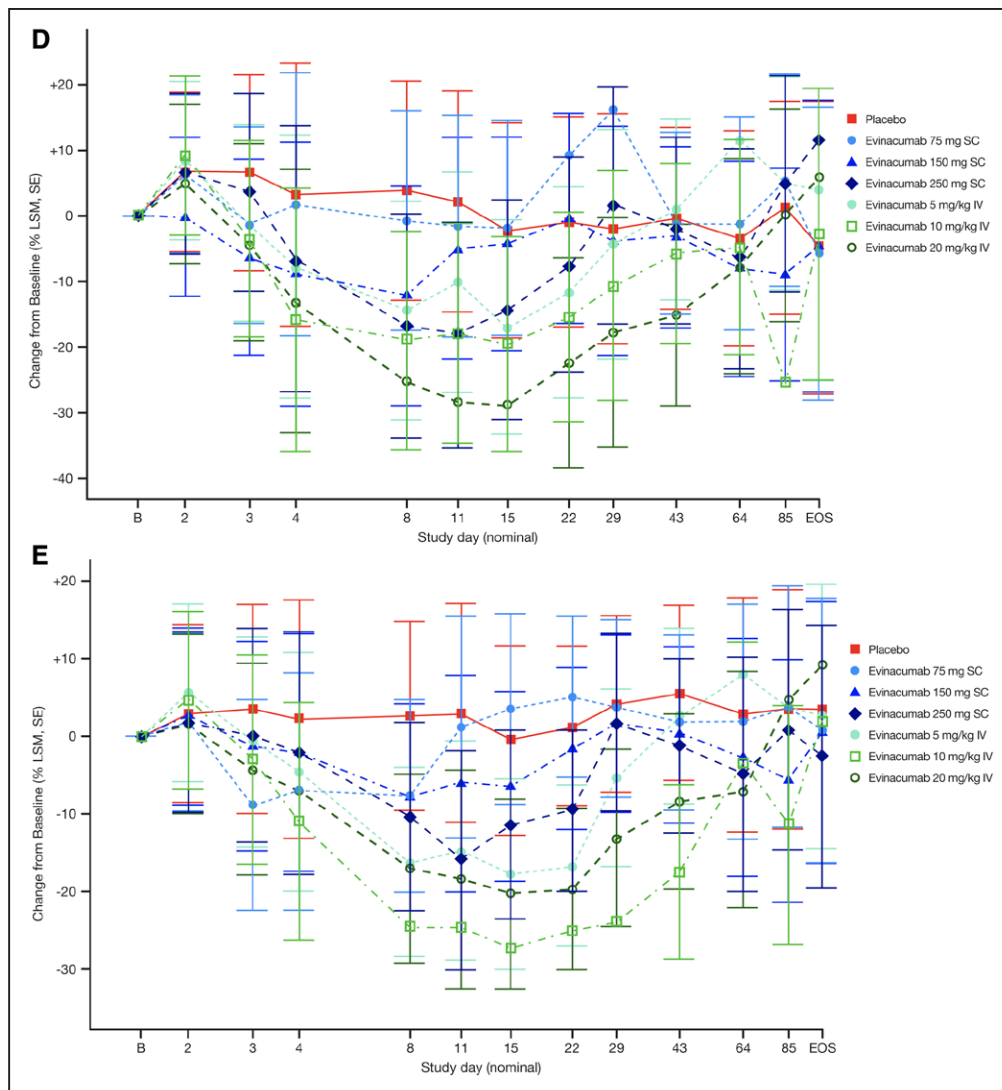 D
Change from Baseline (% LSM, SE)
+20
+10
0
-10
-20
-30
-40
B 2 3 4 8 11 15 22 29 43 64 85 EOS
Study day (nominal)
Placebo
Evinacumab 75 mg SC
Evinacumab 150 mg SC
Evinacumab 250 mg SC
Evinacumab 5 mg/kg IV
Evinacumab 10 mg/kg IV
Evinacumab 20 mg/kg IV
E
Change from Baseline (% LSM, SE)
+20
+10
0
-10
-20
-30
B 2 3 4 8 11 15 22 29 43 64 85 EOS
Study day (nominal)
Placebo
Evinacumab 75 mg SC
Evinacumab 150 mg SC
Evinacumab 250 mg SC
Evinacumab 5 mg/kg IV
Evinacumab 10 mg/kg IV
Evinacumab 20 mg/kg IV